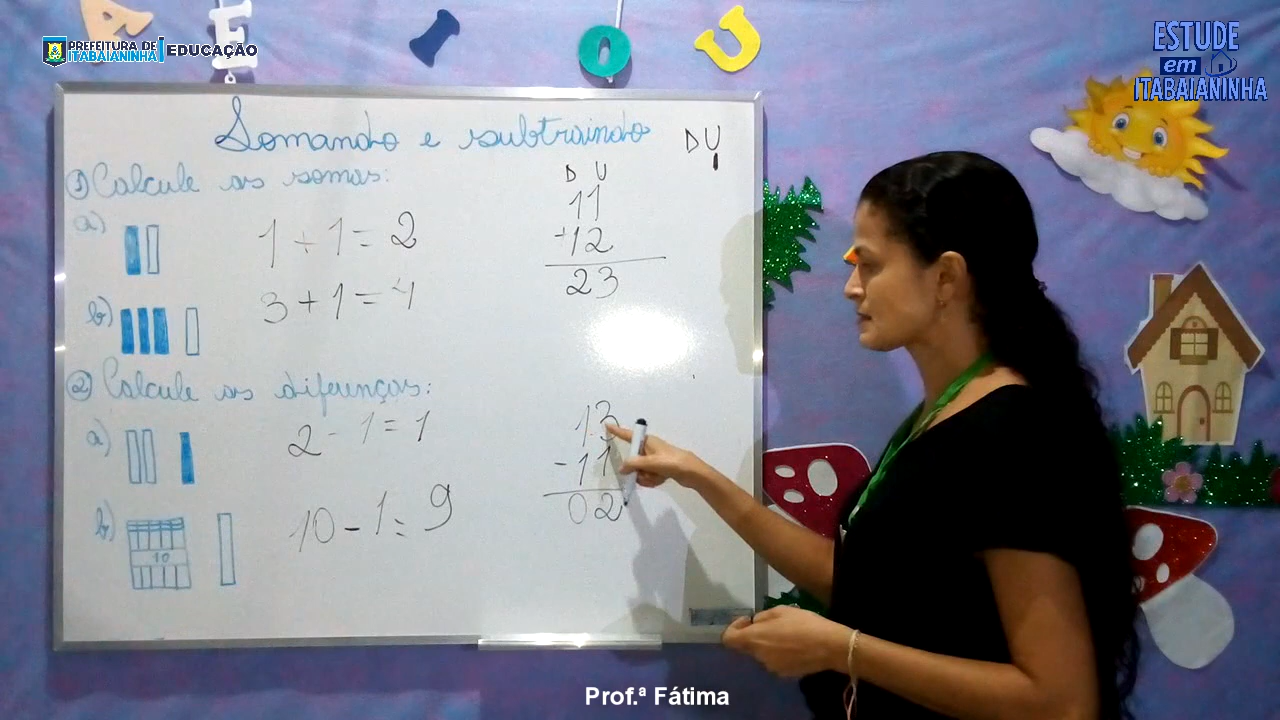 E I O U
PREFEITURA DE
ITABAIANINHA
EDUCAÇÃO
ESTUDE
em
ITABAIANINHA
Somando e subtraindo
D U
1) Calcule as somas:
a) 1 + 1 = 2
b) 3 + 1 = 4
D U
11
+12
23
2) Calcule as diferenças:
a) 2 - 1 = 1
b) 10 10 - 1 = 9
13
-11
02
Prof.ª Fátima